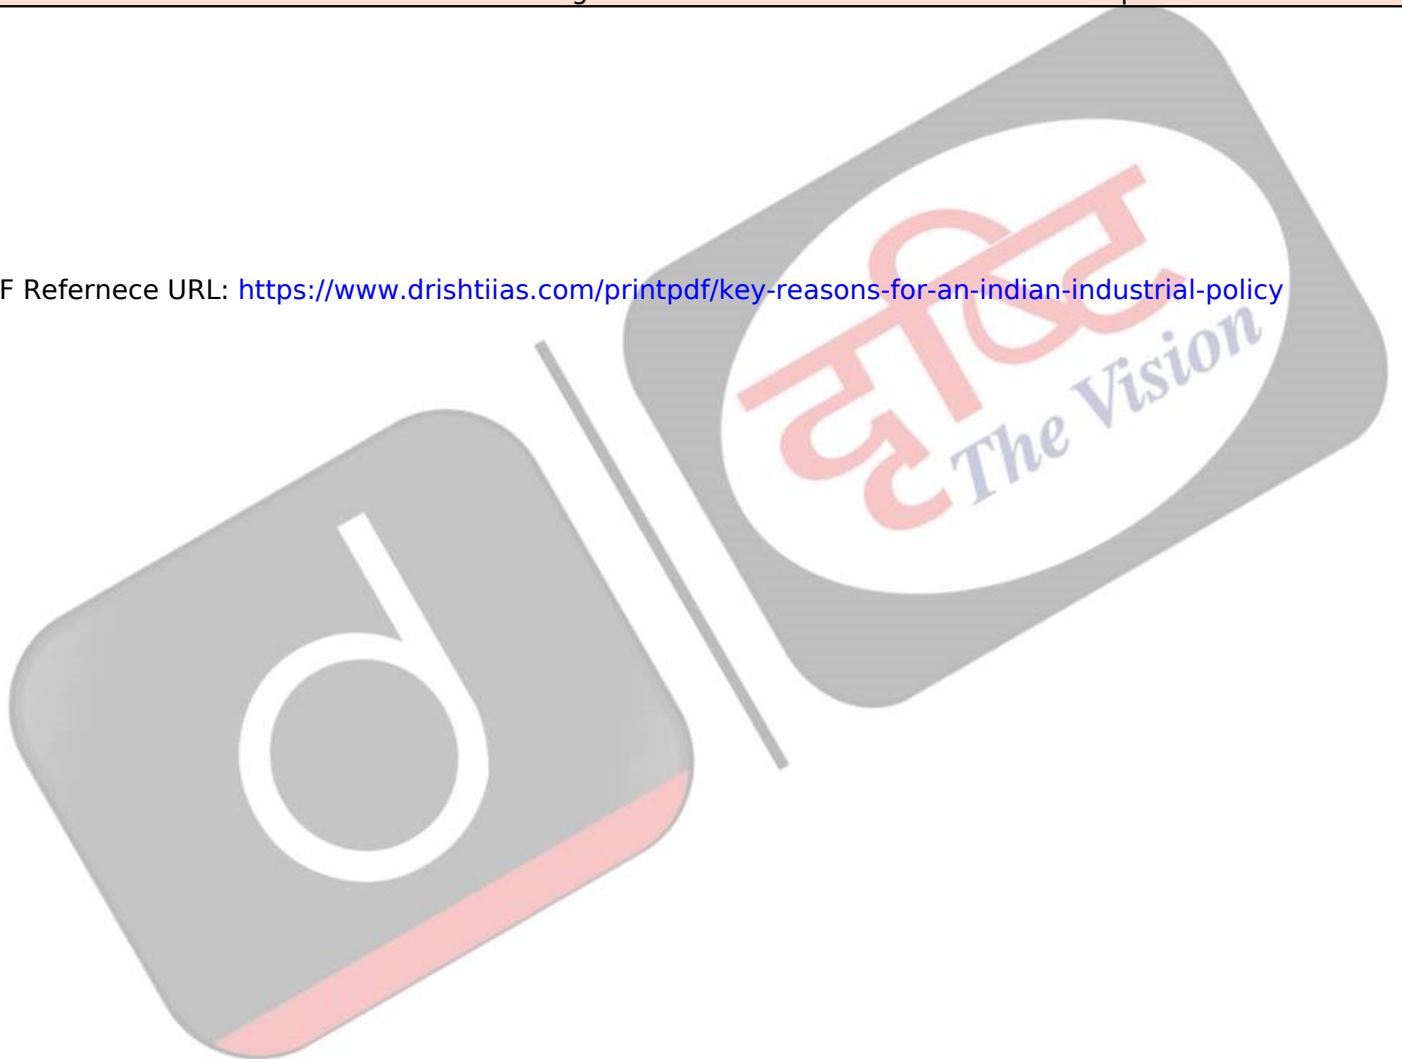 F Refernece URL: https://www.drishtiias.com/printpdf/key-reasons-for-an-indian-industrial-policy
दृष्टि
The Vision
d